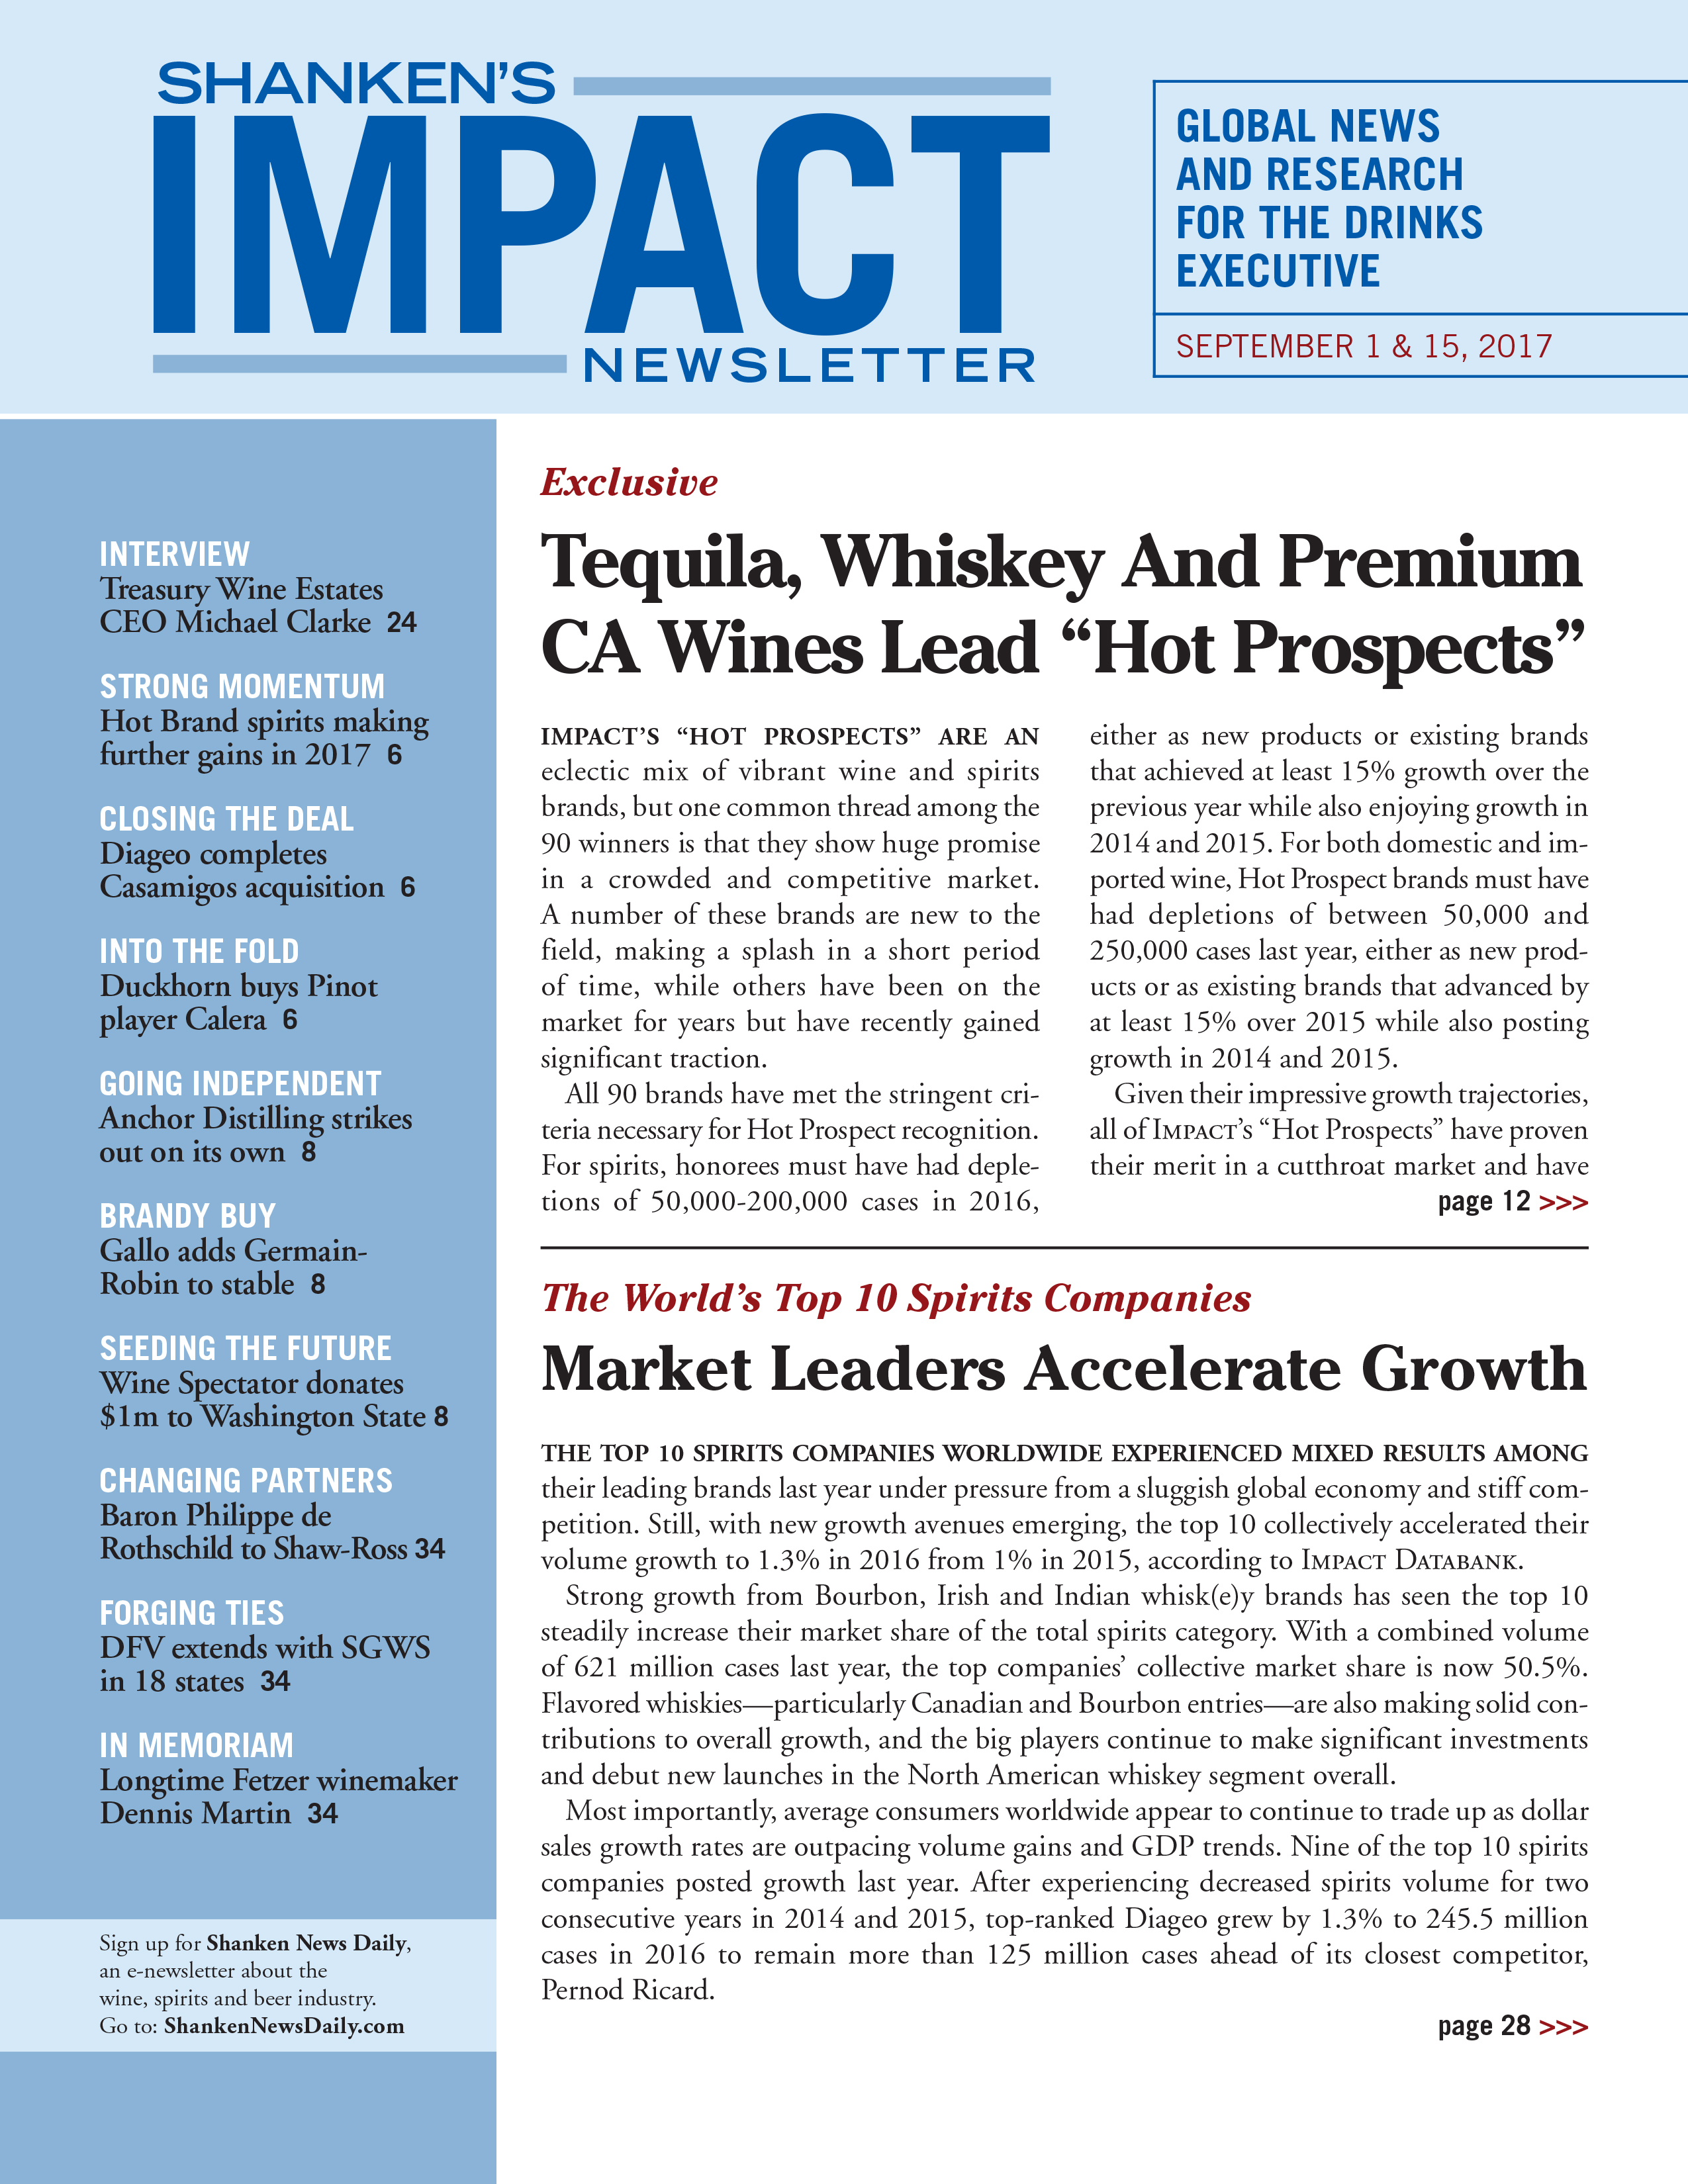 SHANKEN'S
IMPACT
NEWSLETTER
GLOBAL NEWS
AND RESEARCH
FOR THE DRINKS
EXECUTIVE
SEPTEMBER 1 & 15, 2017
INTERVIEW
Treasury Wine Estates
CEO Michael Clarke 24
STRONG MOMENTUM
Hot Brand spirits making
further gains in 2017 6
CLOSING THE DEAL
Diageo completes
Casamigos acquisition 6
INTO THE FOLD
Duckhorn buys Pinot
player Calera 6
GOING INDEPENDENT
Anchor Distilling strikes
out on its own 8
BRANDY BUY
Gallo adds Germain-
Robin to stable 8
SEEDING THE FUTURE
Wine Spectator donates
$1m to Washington State 8
CHANGING PARTNERS
Baron Philippe de
Rothschild to Shaw-Ross 34
FORGING TIES
DFV extends with SGWS
in 18 states 34
IN MEMORIAM
Longtime Fetzer winemaker
Dennis Martin 34
Sign up for Shanken News Daily,
an e-newsletter about the
wine, spirits and beer industry.
Go to: ShankenNewsDaily.com
Exclusive
Tequila, Whiskey And Premium
CA Wines Lead “Hot Prospects”
IMPACT’S “HOT PROSPECTS” ARE AN
eclectic mix of vibrant wine and spirits
brands, but one common thread among the
90 winners is that they show huge promise
in a crowded and competitive market.
A number of these brands are new to the
field, making a splash in a short period
of time, while others have been on the
market for years but have recently gained
significant traction.
All 90 brands have met the stringent cri-
teria necessary for Hot Prospect recognition.
For spirits, honorees must have had deple-
tions of 50,000-200,000 cases in 2016,
either as new products or existing brands
that achieved at least 15% growth over the
previous year while also enjoying growth in
2014 and 2015. For both domestic and im-
ported wine, Hot Prospect brands must have
had depletions of between 50,000 and
250,000 cases last year, either as new prod-
ucts or as existing brands that advanced by
at least 15% over 2015 while also posting
growth in 2014 and 2015.
Given their impressive growth trajectories,
all of IMPACT’s “Hot Prospects” have proven
their merit in a cutthroat market and have
page 12 >>>
The World’s Top 10 Spirits Companies
Market Leaders Accelerate Growth
THE TOP 10 SPIRITS COMPANIES WORLDWIDE EXPERIENCED MIXED RESULTS AMONG
their leading brands last year under pressure from a sluggish global economy and stiff com-
petition. Still, with new growth avenues emerging, the top 10 collectively accelerated their
volume growth to 1.3% in 2016 from 1% in 2015, according to IMPACT DATABANK.
Strong growth from Bourbon, Irish and Indian whisk(e)y brands has seen the top 10
steadily increase their market share of the total spirits category. With a combined volume
of 621 million cases last year, the top companies’ collective market share is now 50.5%.
Flavored whiskies—particularly Canadian and Bourbon entries—are also making solid con-
tributions to overall growth, and the big players continue to make significant investments
and debut new launches in the North American whiskey segment overall.
Most importantly, average consumers worldwide appear to continue to trade up as dollar
sales growth rates are outpacing volume gains and GDP trends. Nine of the top 10 spirits
companies posted growth last year. After experiencing decreased spirits volume for two
consecutive years in 2014 and 2015, top-ranked Diageo grew by 1.3% to 245.5 million
cases in 2016 to remain more than 125 million cases ahead of its closest competitor,
Pernod Ricard.
page 28 >>>